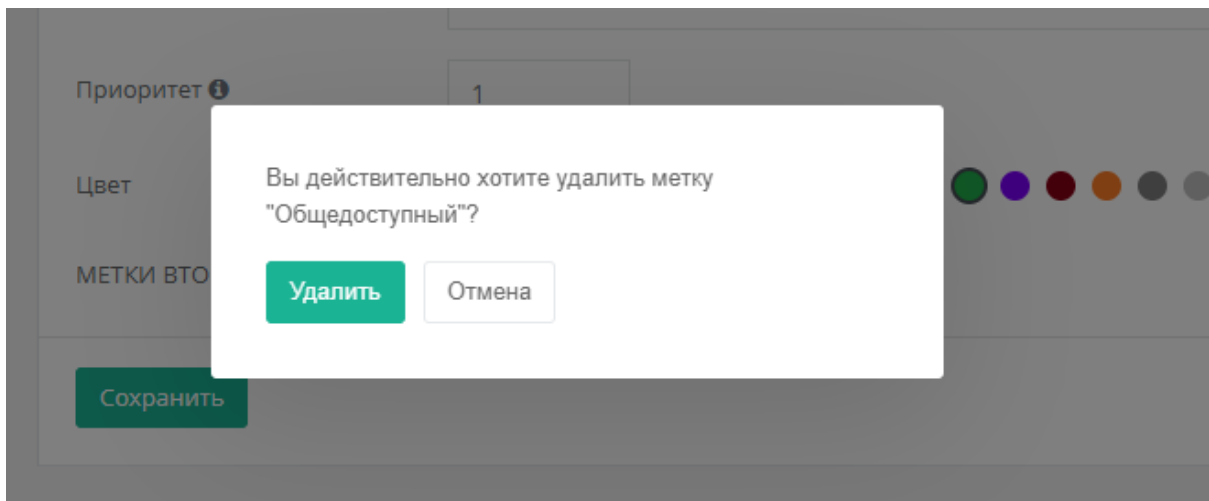 Приоритет
1
Цвет
Вы действительно хотите удалить метку
"Общедоступный"?
МЕТКИ ВТО
Удалить
Отмена
Сохранить